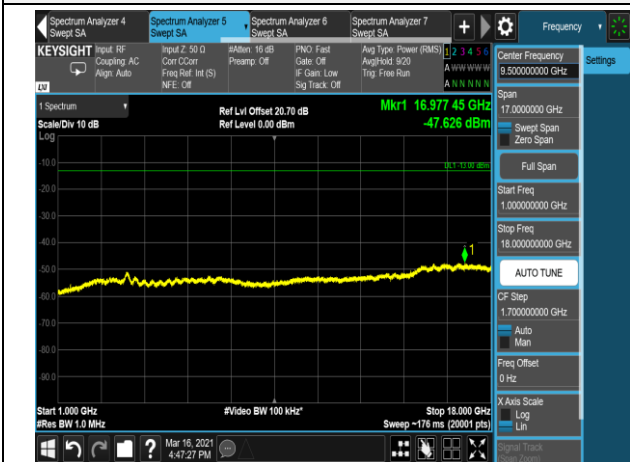 Spectrum Analyzer 4
Swept SA
Spectrum Analyzer 5
Swept SA
Spectrum Analyzer 6
Swept SA
Spectrum Analyzer 7
Swept SA
+
Frequency
KEYSIGHT
Input: RF
Coupling: AC
Align: Auto
Input Z: 50 Ω
Corr CCorr
Freq Ref: Int (S)
NFE: Off
#Atten: 16 dB
Preamp: Off
PNO: Fast
Gate: Off
IF Gain: Low
Sig Track: Off
Avg Type: Power (RMS)
Avg|Hold: 9/20
Trig: Free Run
1 2 3 4 5 6
A W W W W W
A N N N N N
LXI
1 Spectrum
Scale/Div 10 dB
Log
Ref Lvl Offset 20.70 dB
Ref Level 0.00 dBm
Mkr1 16.977 45 GHz
-47.626 dBm
DL1 -13.00 dBm
-10.0
-20.0
-30.0
-40.0
-50.0
-60.0
-70.0
-80.0
-90.0
1
Start 1.000 GHz
#Res BW 1.0 MHz
#Video BW 100 kHz*
Stop 18.000 GHz
Sweep ~176 ms (20001 pts)
Center Frequency
9.500000000 GHz
Settings
Span
17.0000000 GHz
Swept Span
Zero Span
Full Span
Start Freq
1.000000000 GHz
Stop Freq
18.000000000 GHz
AUTO TUNE
CF Step
1.700000000 GHz
Auto
Man
Freq Offset
0 Hz
X Axis Scale
Log
Lin
Signal Track
(Span Zoom)
?
Mar 16, 2021
4:47:27 PM